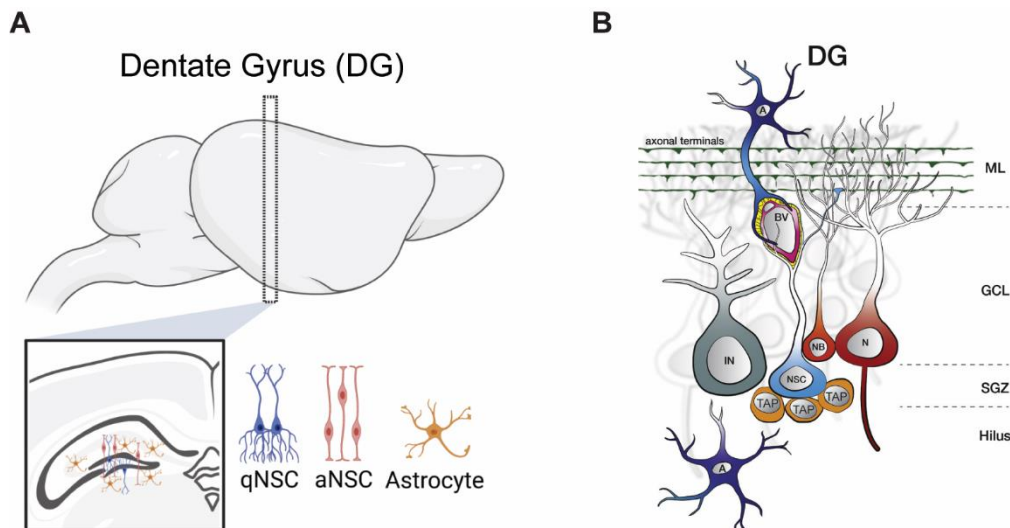 A
Dentate Gyrus (DG)
qNSC aNSC Astrocyte
B
DG
A
axonal terminals
ML
BV
GCL
IN
NB
N
NSC
SGZ
TAP TAP TAP
Hilus
A